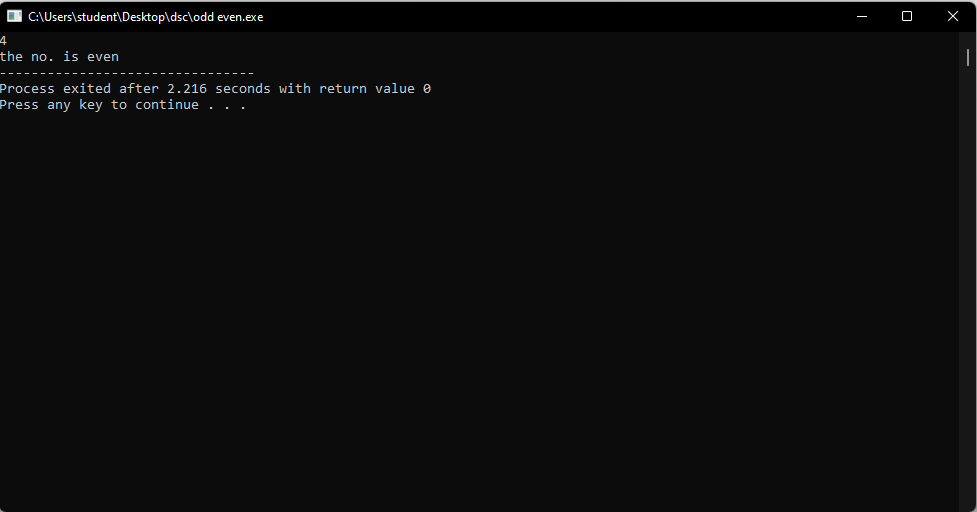 C:\Users\student\Desktop\dsc\odd even.exe
4
the no. is even
--------------------------------
Process exited after 2.216 seconds with return value 0
Press any key to continue . . .